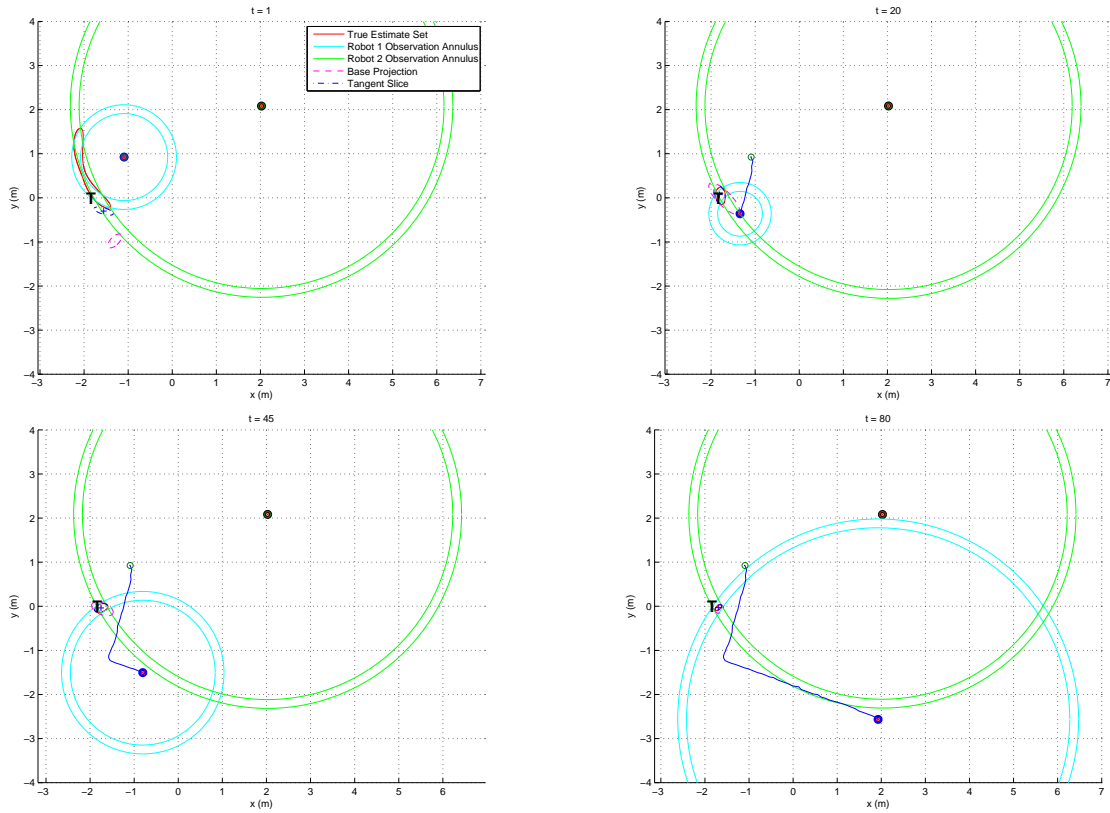 t = 1
True Estimate Set
Robot 1 Observation Annulus
Robot 2 Observation Annulus
Base Projection
Tangent Slice
T
4
3
2
1
0
−1
−2
−3
−4
y (m)
−3 −2 −1 0 1 2 3 4 5 6 7
x (m)
t = 20
T
4
3
2
1
0
−1
−2
−3
−4
y (m)
−3 −2 −1 0 1 2 3 4 5 6 7
x (m)
t = 45
T
4
3
2
1
0
−1
−2
−3
−4
y (m)
−3 −2 −1 0 1 2 3 4 5 6
x (m)
t = 80
T
4
3
2
1
0
−1
−2
−3
−4
y (m)
−3 −2 −1 0 1 2 3 4 5 6 7
x (m)